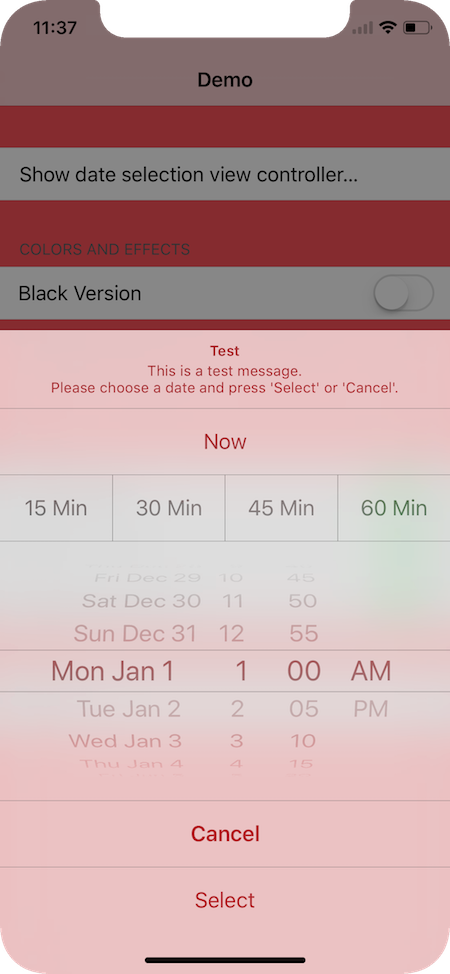 11:37
Demo
Show date selection view controller...
COLORS AND EFFECTS
Black Version
Test
This is a test message.
Please choose a date and press 'Select' or 'Cancel'.
Now
15 Min 30 Min 45 Min 60 Min
Fri Dec 29 10 45
Sat Dec 30 11 50
Sun Dec 31 12 55
Mon Jan 1 1 00 AM
Tue Jan 2 2 05 PM
Wed Jan 3 3 10
Thu Jan 4 4 15
Cancel
Select